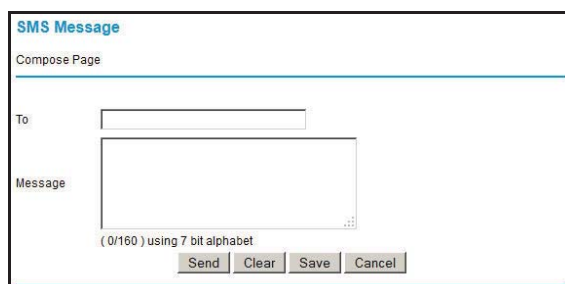 SMS Message
Compose Page
To
Message
( 0/160 ) using 7 bit alphabet
Send Clear Save Cancel